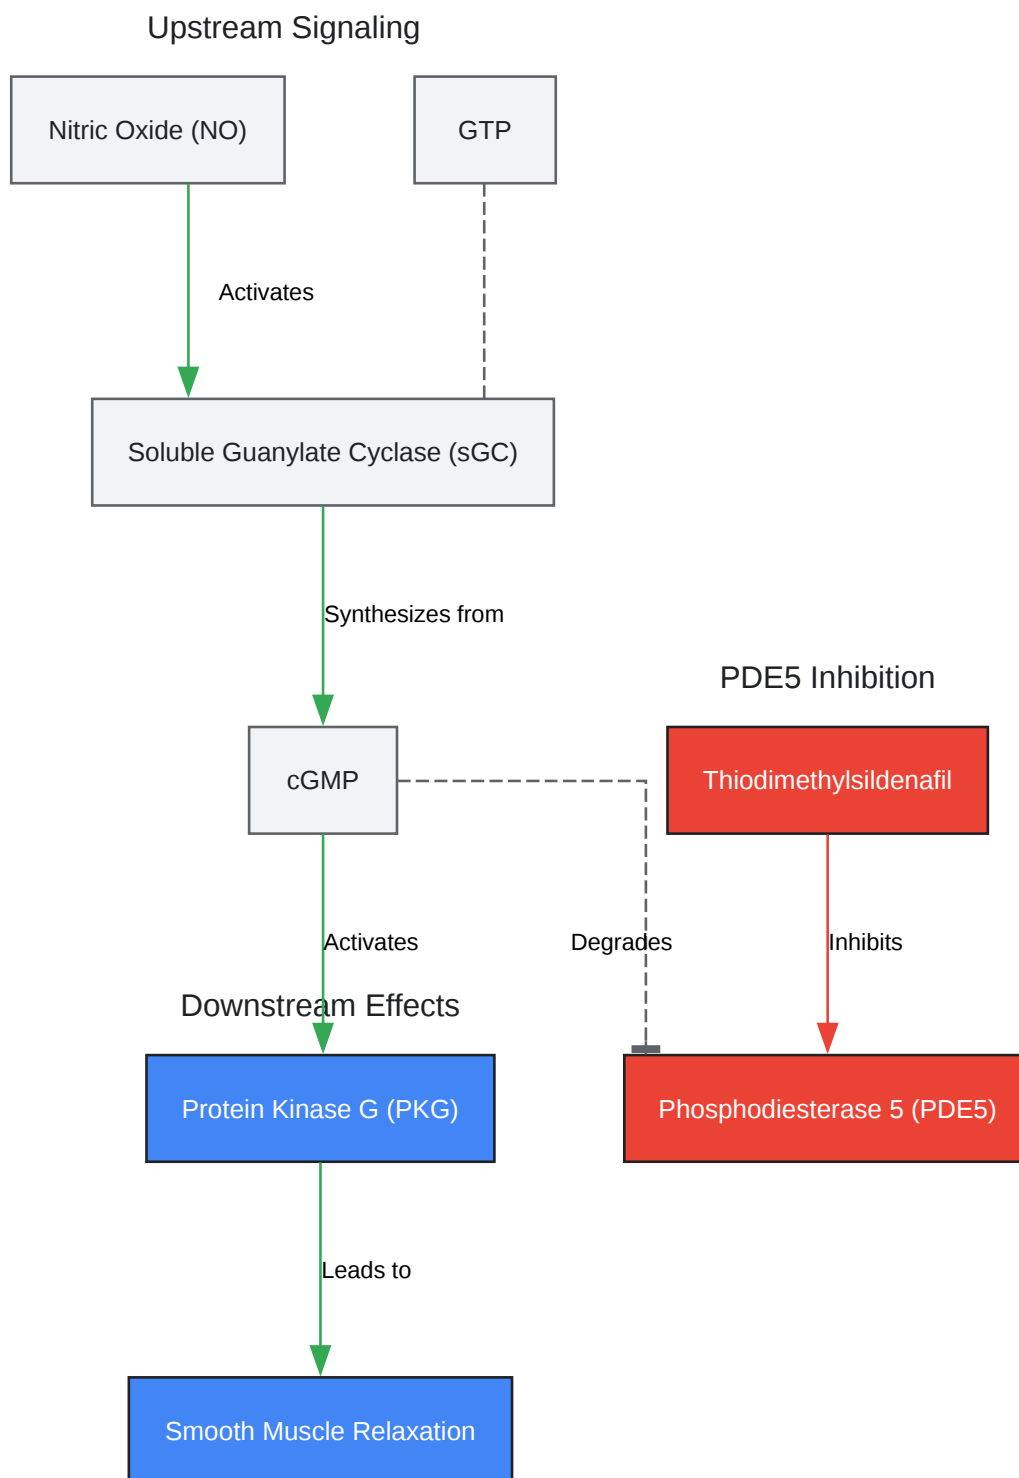 Upstream Signaling
Nitric Oxide (NO)
GTP
Activates
Soluble Guanylate Cyclase (sGC)
Synthesizes from
PDE5 Inhibition
cGMP
Thiodimethylsildenafil
Activates
Degrades
Inhibits
Downstream Effects
Protein Kinase G (PKG)
Phosphodiesterase 5 (PDE5)
Leads to
Smooth Muscle Relaxation